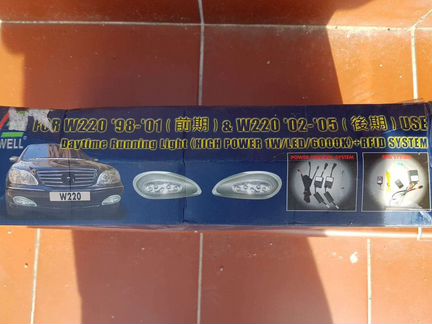 FOR W220 '98-'01 ( 前期 ) & W220 '02-'05 ( 後期 ) USE
Daytime Running Light (HIGH POWER 1W/LED/6000K)+RFID SYSTEM
WELL
W220